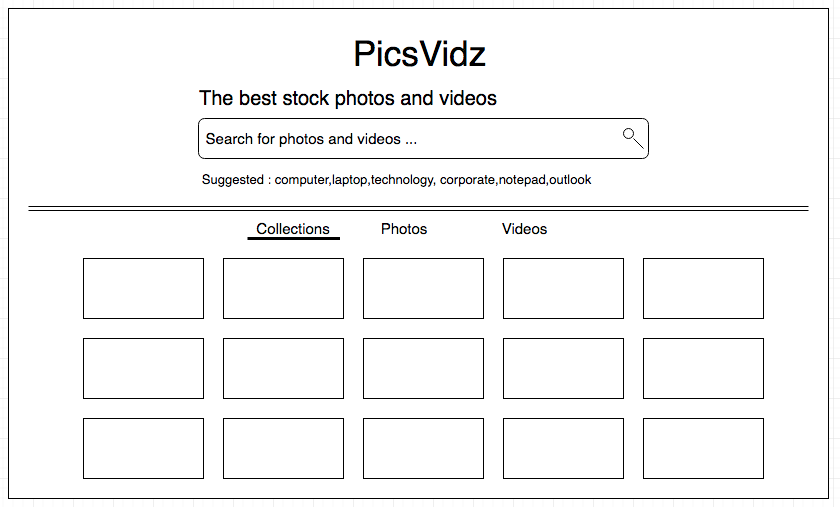 PicsVidz
The best stock photos and videos
Search for photos and videos ...
Suggested : computer,laptop,technology, corporate,notepad,outlook
Collections Photos Videos